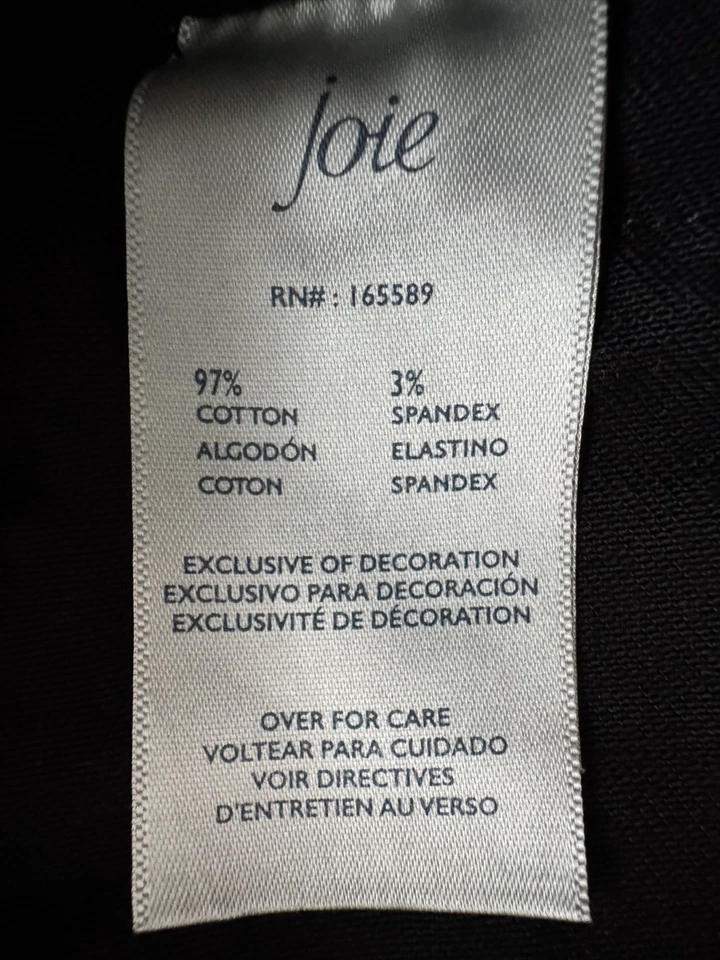 joie
RN# : 165589
97% 3%
COTTON SPANDEX
ALGODÓN ELASTINO
COTON SPANDEX
EXCLUSIVE OF DECORATION
EXCLUSIVO PARA DECORACIÓN
EXCLUSIVITÉ DE DÉCORATION
OVER FOR CARE
VOLTEAR PARA CUIDADO
VOIR DIRECTIVES
D'ENTRETIEN AU VERSO